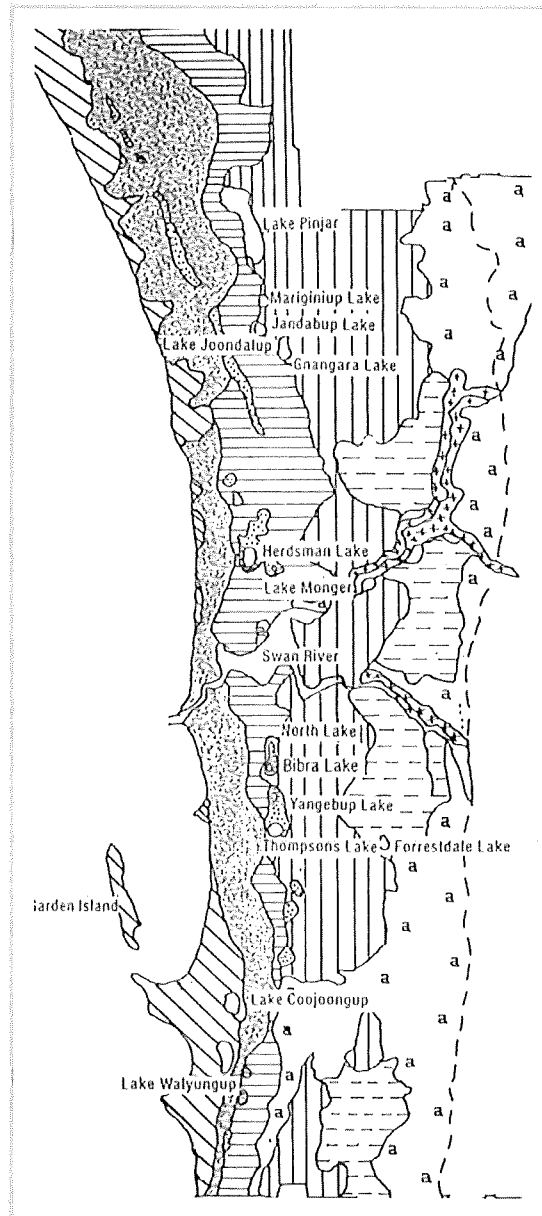 a
a
a
Lake Pinjar
a
a
a
Mariginiup Lake
Jandabup Lake
Lake Joondalup
Gnangara Lake
a
a
a
a
Herdsman Lake
a
Lake Monger
a
Swan River
a
North Lake
Bibra Lake
Yangebup Lake
a
Thompsons Lake
Forrestdale Lake
a
a
arden Island
a
a
Lake Coojoongup
a
a
a
Lake Walyungup
a
a
a
a
a
a